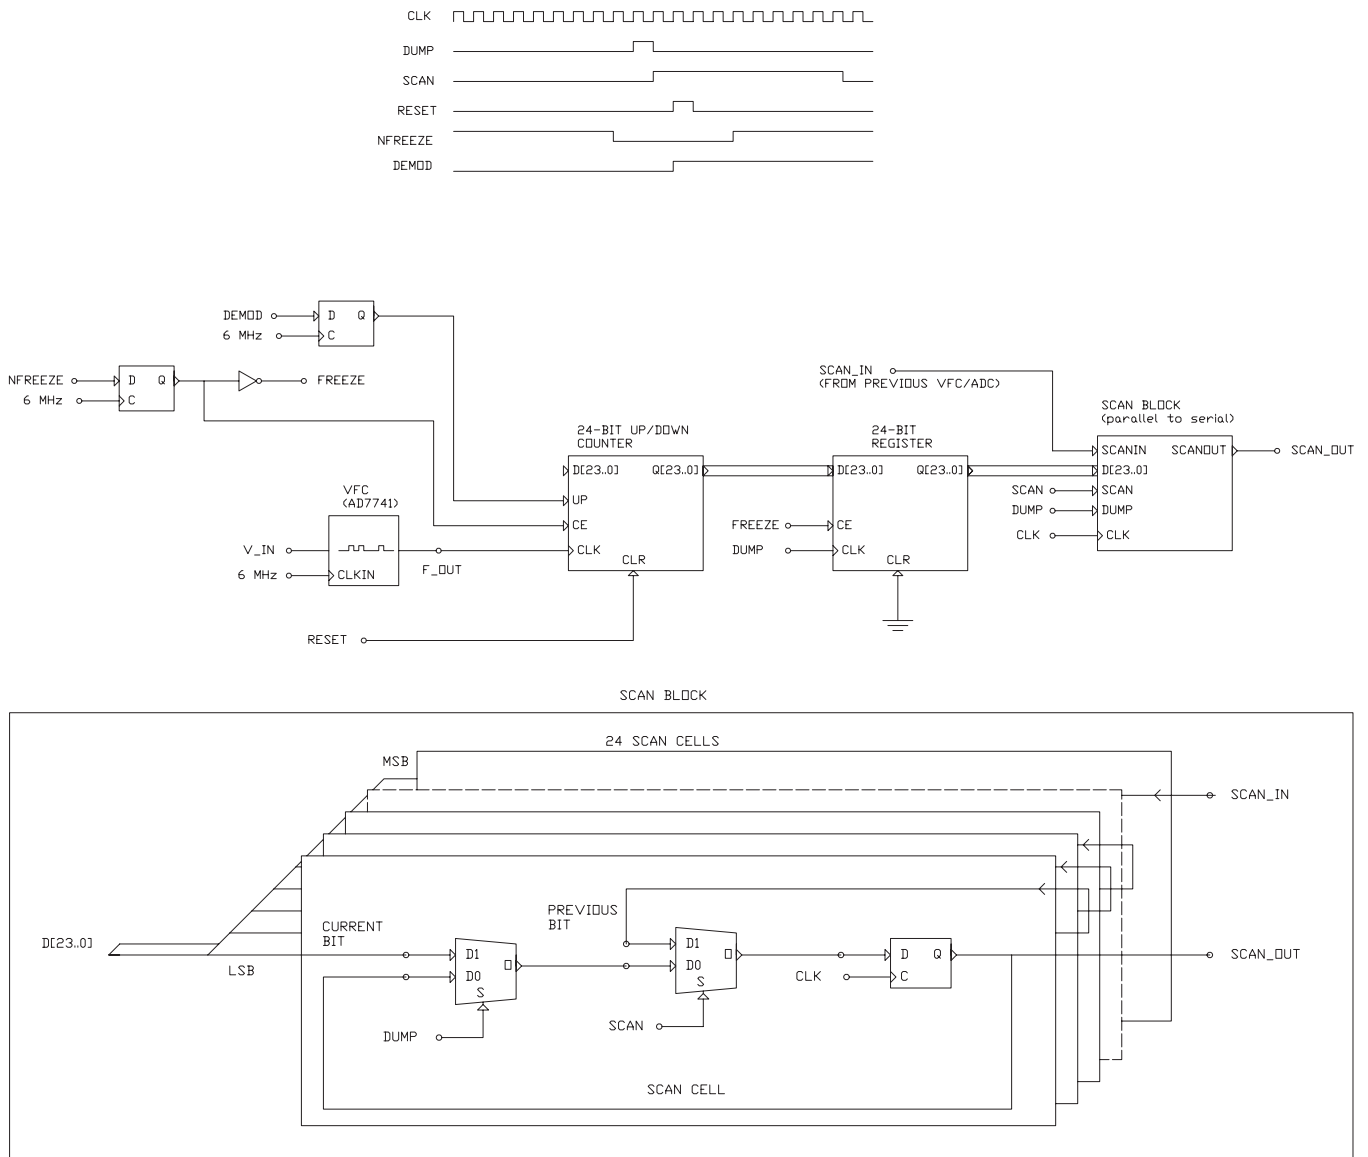 CLK
DUMP
SCAN
RESET
NFREEZE
DEMOD
DEMOD
D Q
6 MHz
C
NFREEZE
D Q
FREEZE
6 MHz
C
SCAN_IN
(FROM PREVIOUS VFC/ADC)
24-BIT UP/DOWN
COUNTER
24-BIT
REGISTER
SCAN BLOCK
(parallel to serial)
D[23..0] Q[23..0]
UP
CE
CLK
CLR
D[23..0] Q[23..0]
CE
CLK
CLR
FREEZE
DUMP
SCANIN SCANOUT
D[23..0]
SCAN
DUMP
CLK
SCAN_OUT
SCAN
DUMP
CLK
VFC
(AD7741)
V_IN
6 MHz
CLKIN
F_OUT
RESET
SCAN BLOCK
24 SCAN CELLS
MSB
SCAN_IN
CURRENT
BIT
PREVIOUS
BIT
D[23..0]
LSB
D1
D0
O
S
DUMP
D1
D0
O
S
SCAN
D Q
C
CLK
SCAN_OUT
SCAN CELL